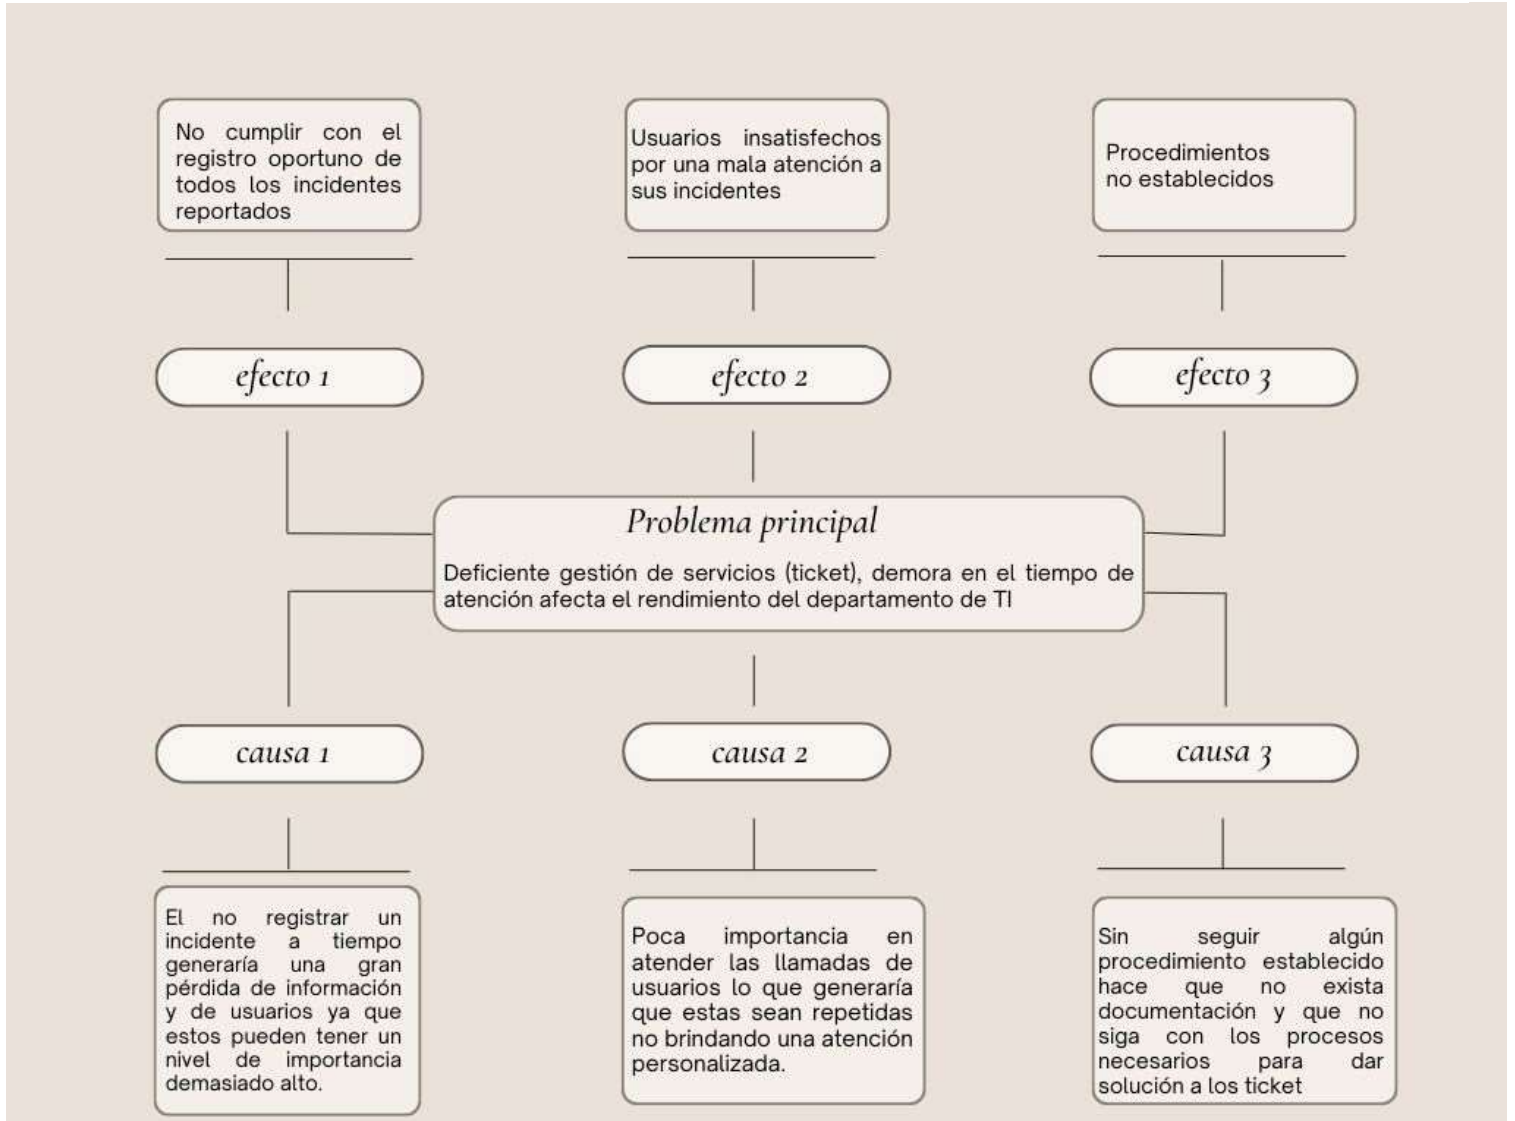 No cumplir con el
registro oportuno de
todos los incidentes
reportados
Usuarios insatisfechos
por una mala atención a
sus incidentes
Procedimientos
no establecidos
efecto 1
efecto 2
efecto 3
Problema principal
Deficiente gestión de servicios (ticket), demora en el tiempo de
atención afecta el rendimiento del departamento de TI
causa 1
causa 2
causa 3
El no registrar un
incidente a tiempo
generaría una gran
pérdida de información
y de usuarios ya que
estos pueden tener un
nivel de importancia
demasiado alto.
Poca importancia en
atender las llamadas de
usuarios lo que generaría
que estas sean repetidas
no brindando una atención
personalizada.
Sin seguir algún
procedimiento establecido
hace que no exista
documentación y que no
siga con los procesos
necesarios para dar
solución a los ticket